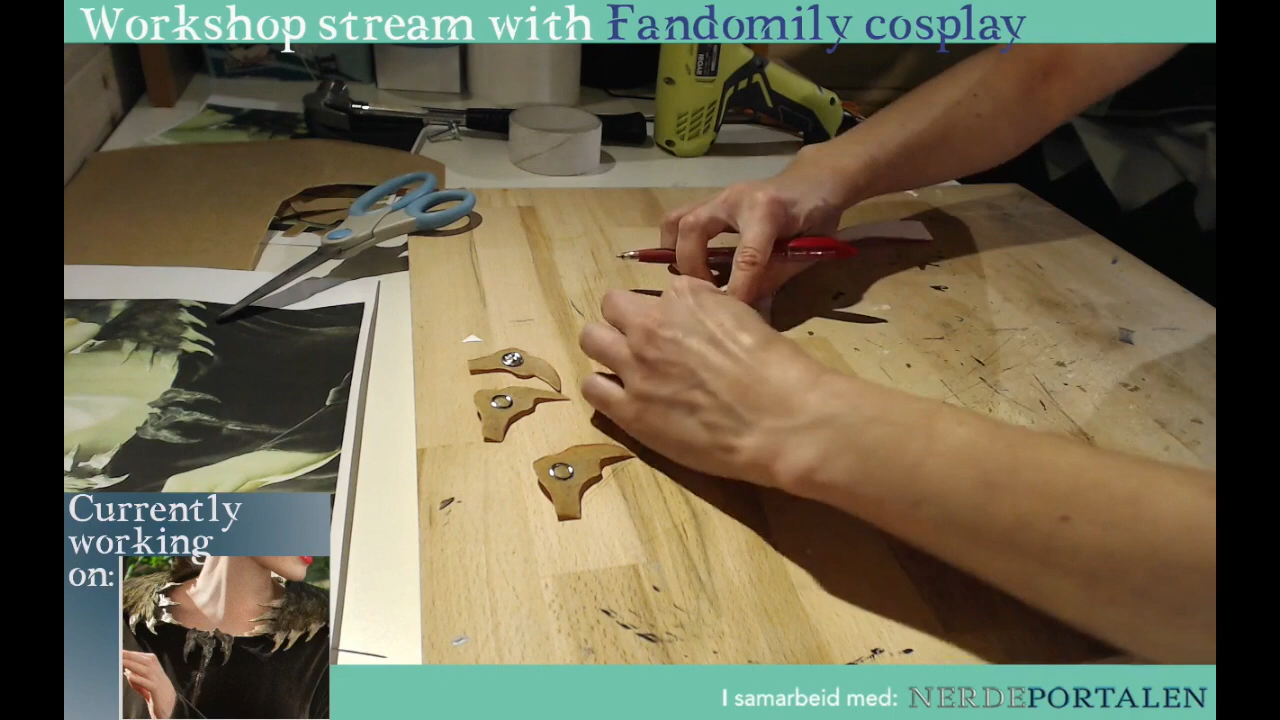 Workshop stream with Fandomily cosplay
Currently
working
on:
I samarbeid med: NERDEPORTALEN